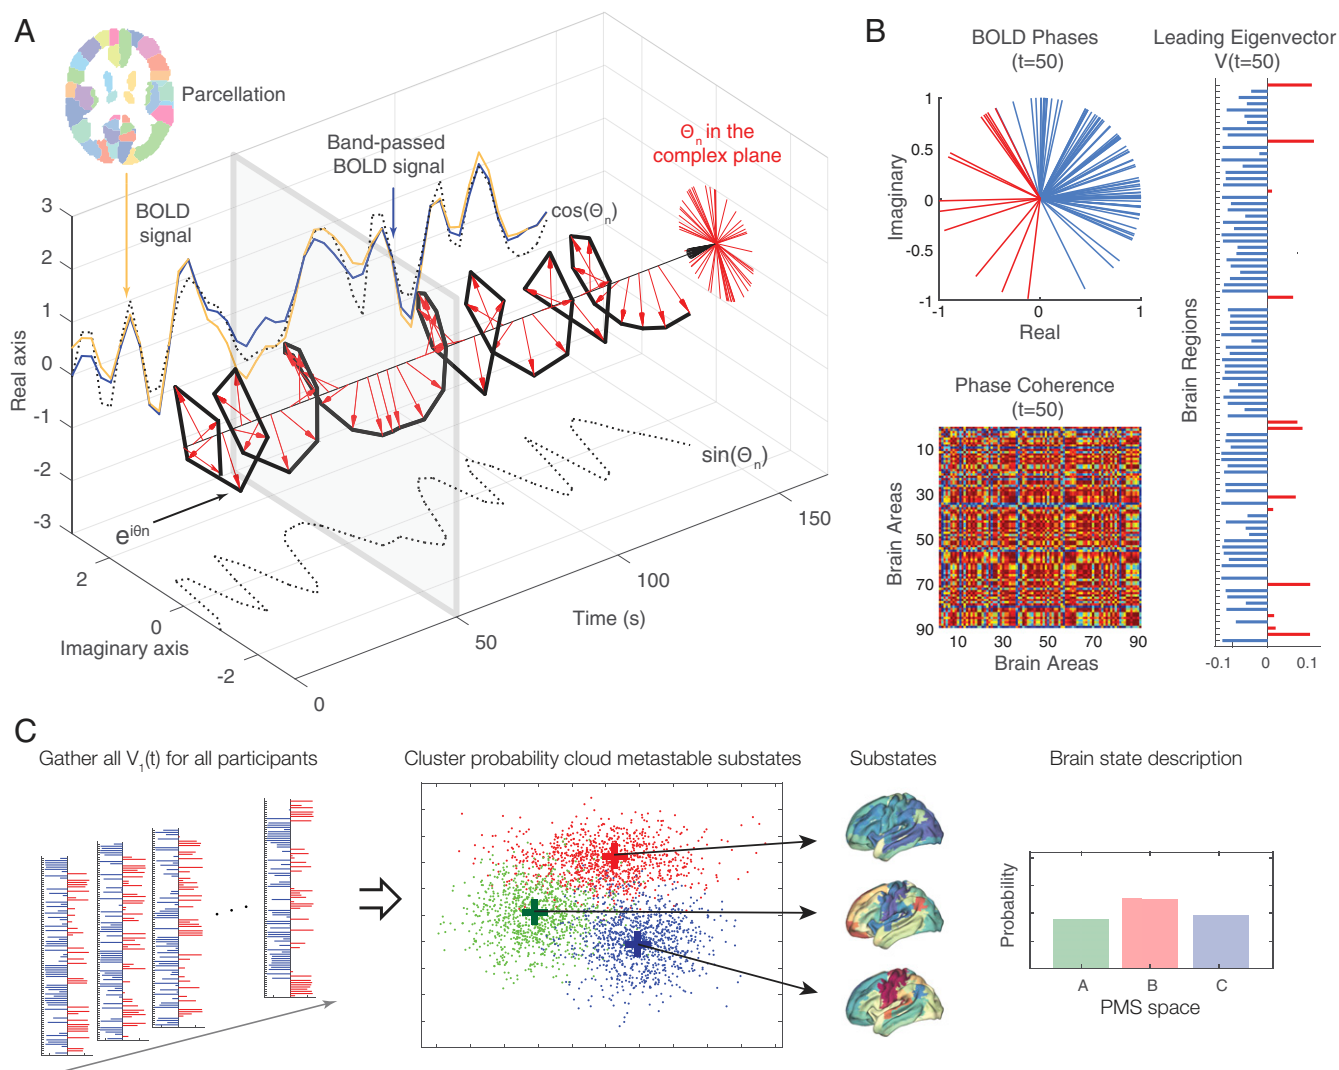 A
Parcellation
BOLD
signal
Band-passed
BOLD signal
Θn in the
complex plane
cos(Θn)
sin(Θn)
e^iθn
3
2
1
0
-1
-2
-3
Real axis
2
0
-2
Imaginary axis
0
50
100
150
Time (s)
B
BOLD Phases
(t=50)
1
0.5
0
-0.5
-1
Imaginary
-1
0
1
Real
Phase Coherence
(t=50)
10
30
50
70
90
Brain Areas
10
30
50
70
90
Brain Areas
Leading Eigenvector
V(t=50)
Brain Regions
-0.1
0
0.1
C
Gather all V1(t) for all participants
Cluster probability cloud metastable substates
Substates
Brain state description
Probability
A
B
C
PMS space